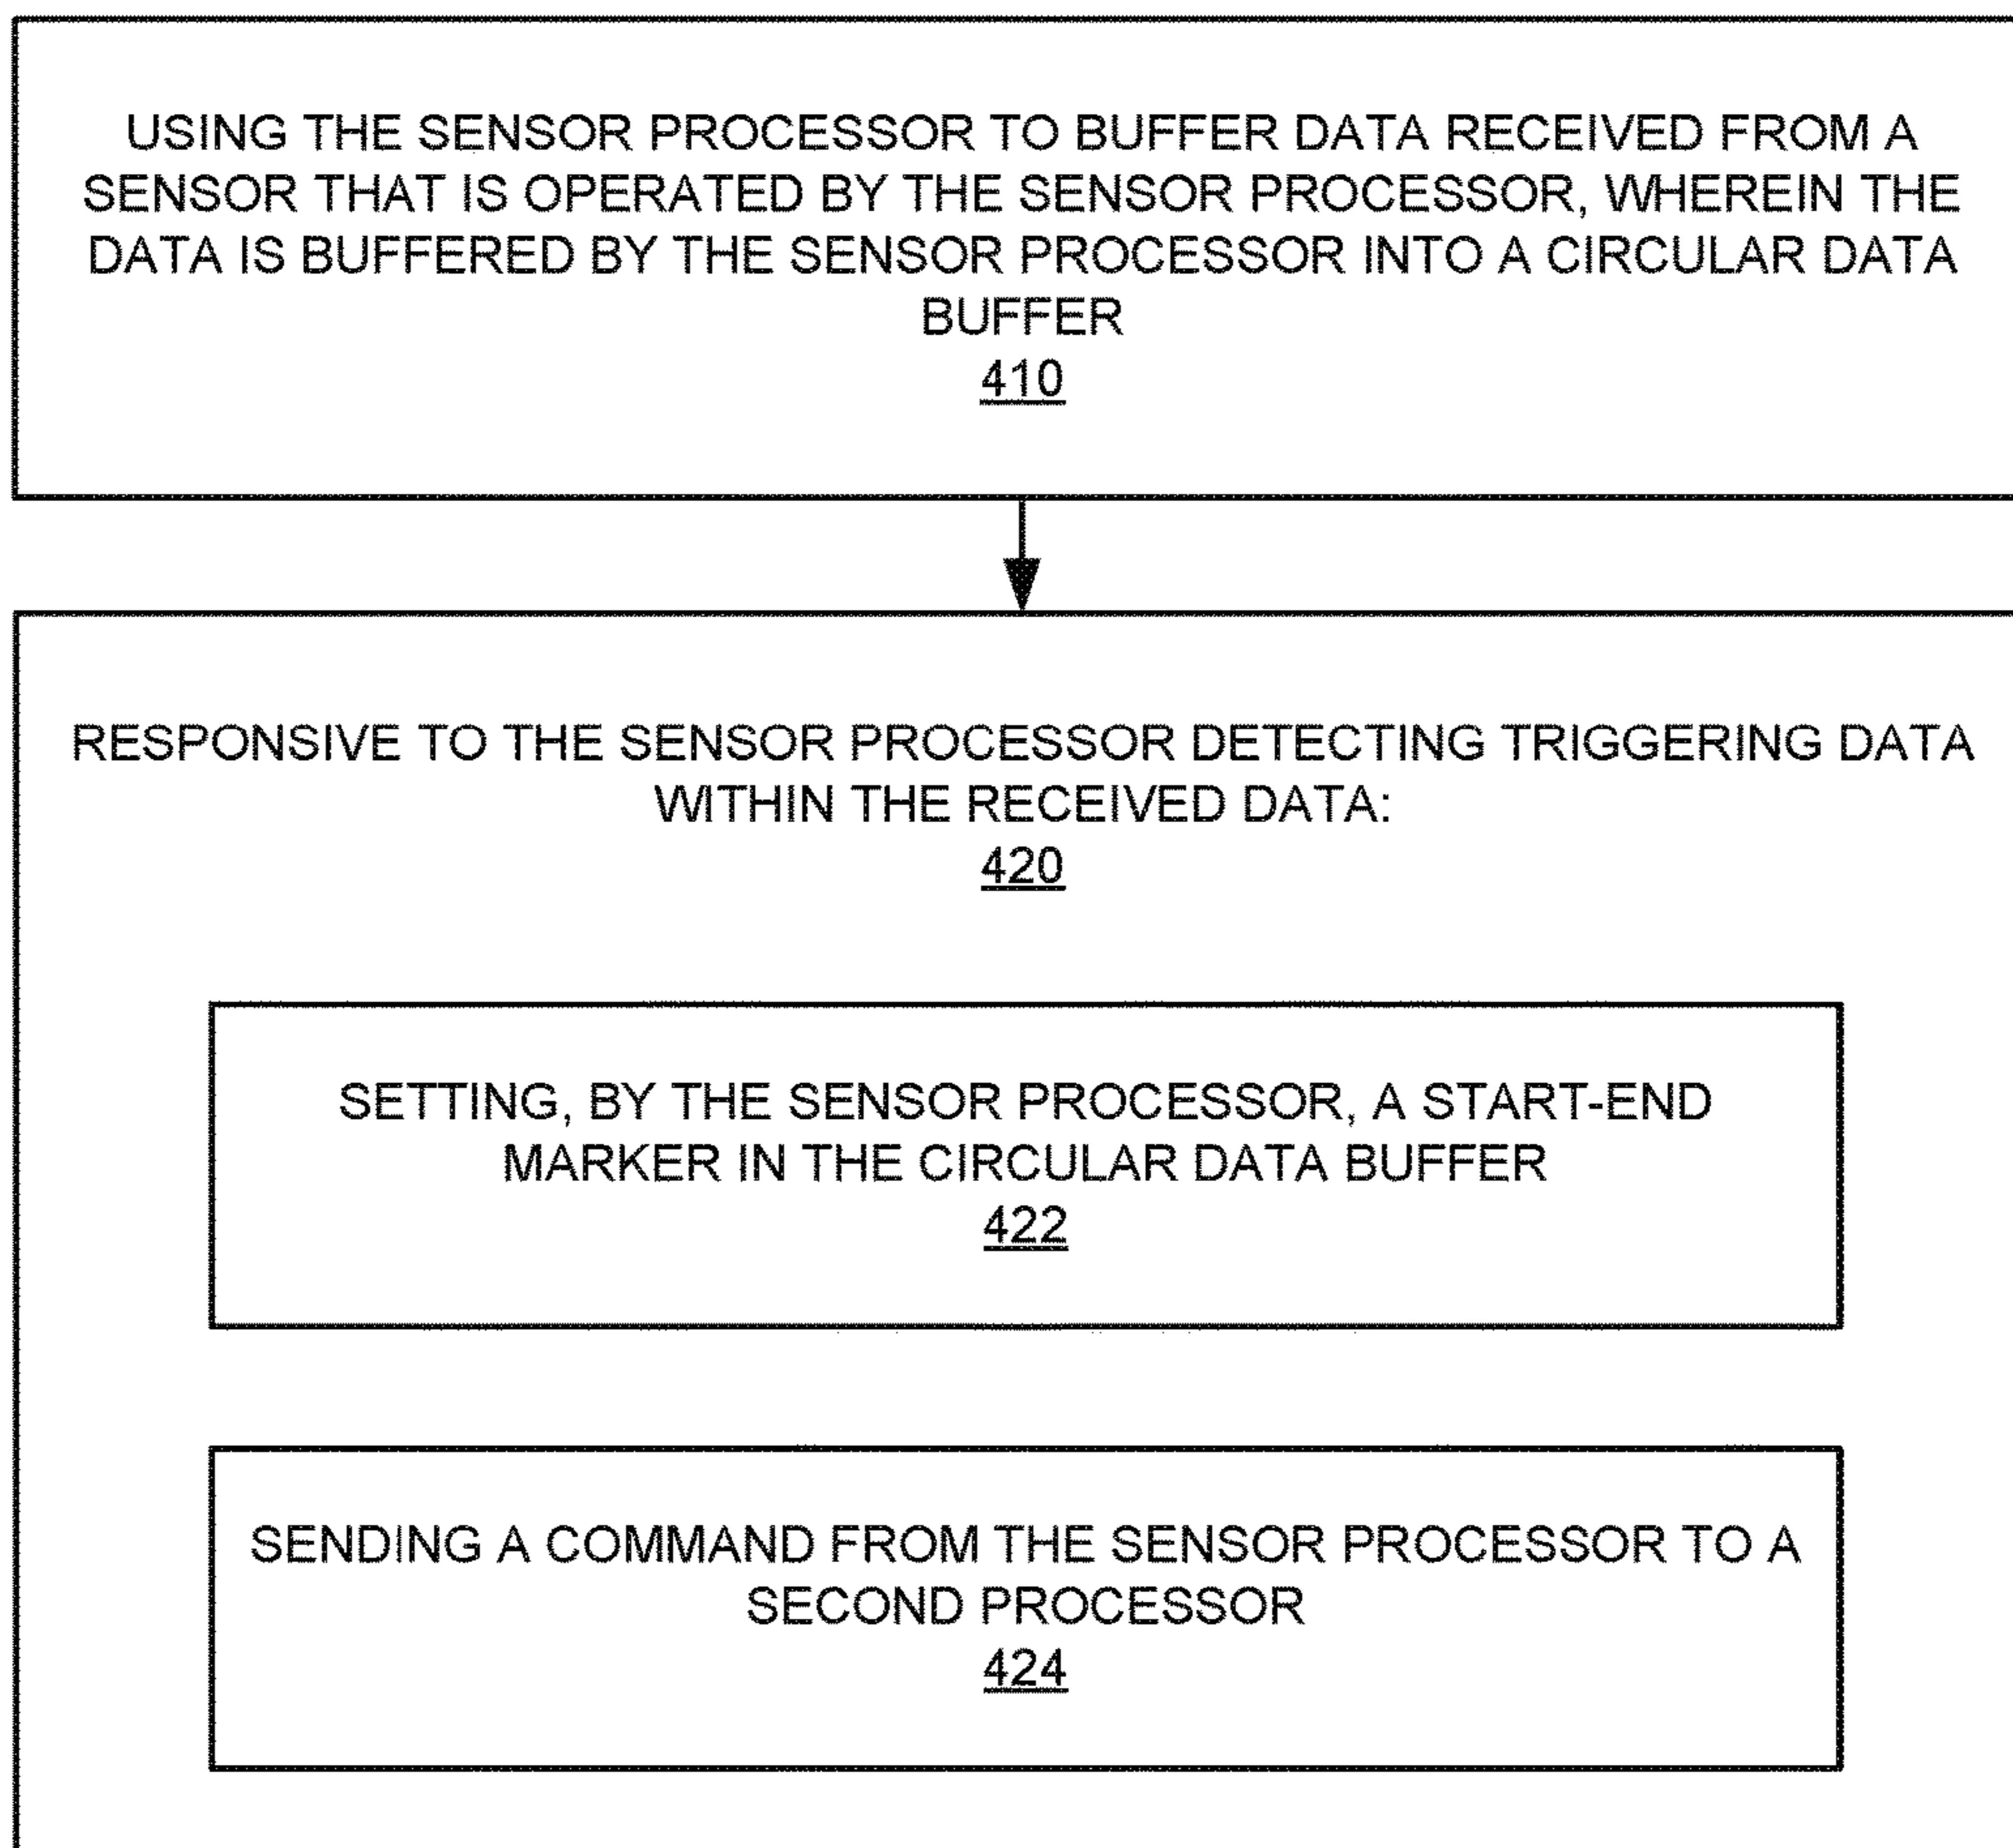 USING THE SENSOR PROCESSOR TO BUFFER DATA RECEIVED FROM A
SENSOR THAT IS OPERATED BY THE SENSOR PROCESSOR, WHEREIN THE
DATA IS BUFFERED BY THE SENSOR PROCESSOR INTO A CIRCULAR DATA
BUFFER
410
RESPONSIVE TO THE SENSOR PROCESSOR DETECTING TRIGGERING DATA
WITHIN THE RECEIVED DATA:
420
SETTING, BY THE SENSOR PROCESSOR, A START-END
MARKER IN THE CIRCULAR DATA BUFFER
422
SENDING A COMMAND FROM THE SENSOR PROCESSOR TO A
SECOND PROCESSOR
424